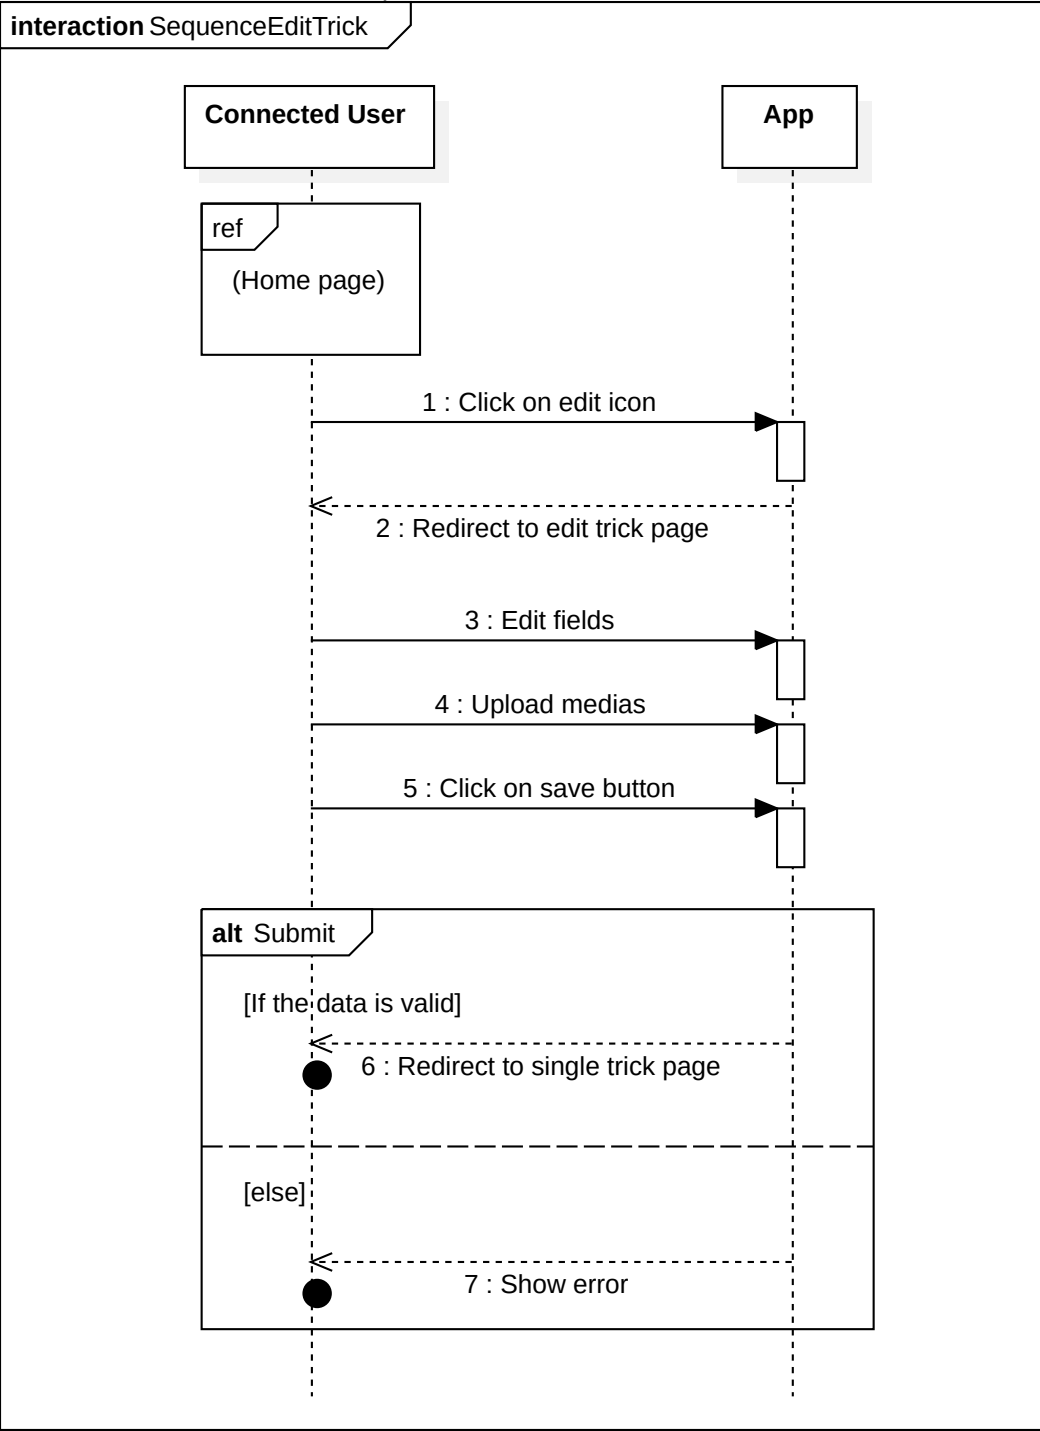 interaction SequenceEditTrick
Connected User
App
ref
(Home page)
1 : Click on edit icon
2 : Redirect to edit trick page
3 : Edit fields
4 : Upload medias
5 : Click on save button
alt Submit
[If the data is valid]
6 : Redirect to single trick page
[else]
7 : Show error